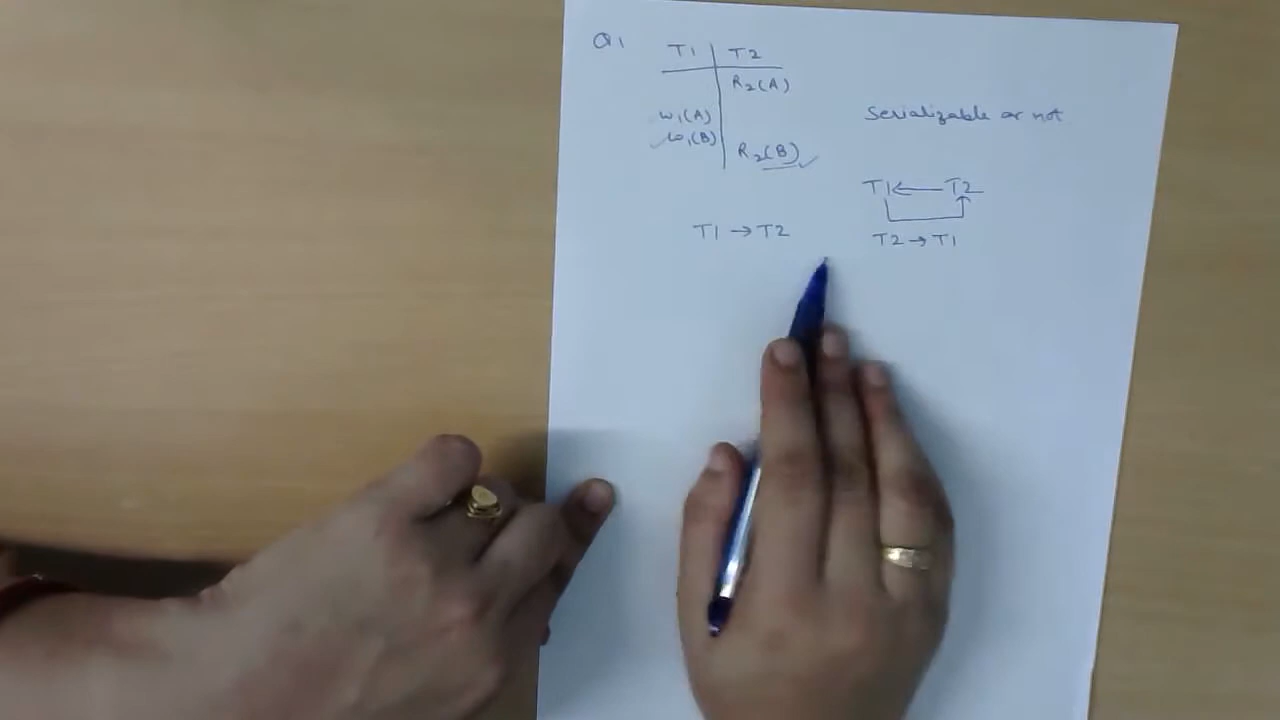 Q1
T1 T2
R2(A)
W1(A)
W1(B)
R2(B)
Serializable or not
T1 ← T2
T1 → T2
T2 → T1